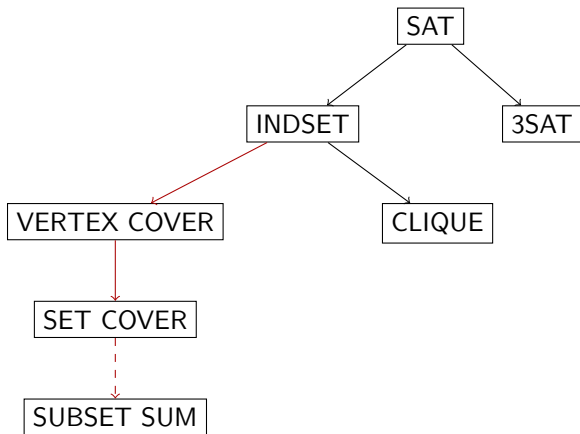 SAT
INDSET
3SAT
VERTEX COVER
CLIQUE
SET COVER
SUBSET SUM